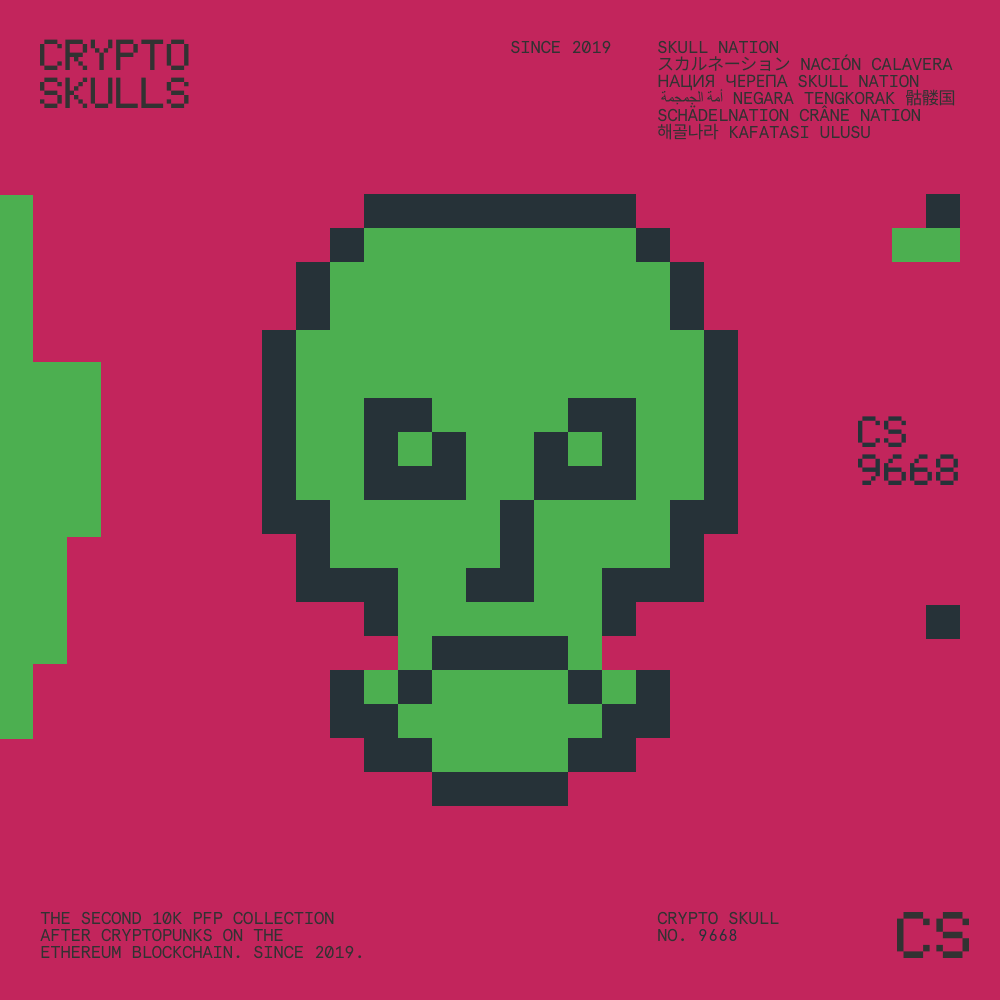 CRYPTO
SKULLS
SINCE 2019
SKULL NATION
スカルネーション NACIÓN CALAVERA
НАЦИЯ ЧЕРЕПА SKULL NATION
أمة الجمجمة NEGARA TENGKORAK 骷髅国
SCHÄDELNATION CRÂNE NATION
해골나라 KAFATASI ULUSU
CS
9668
THE SECOND 10K PFP COLLECTION
AFTER CRYPTOPUNKS ON THE
ETHEREUM BLOCKCHAIN. SINCE 2019.
CRYPTO SKULL
NO. 9668
CS